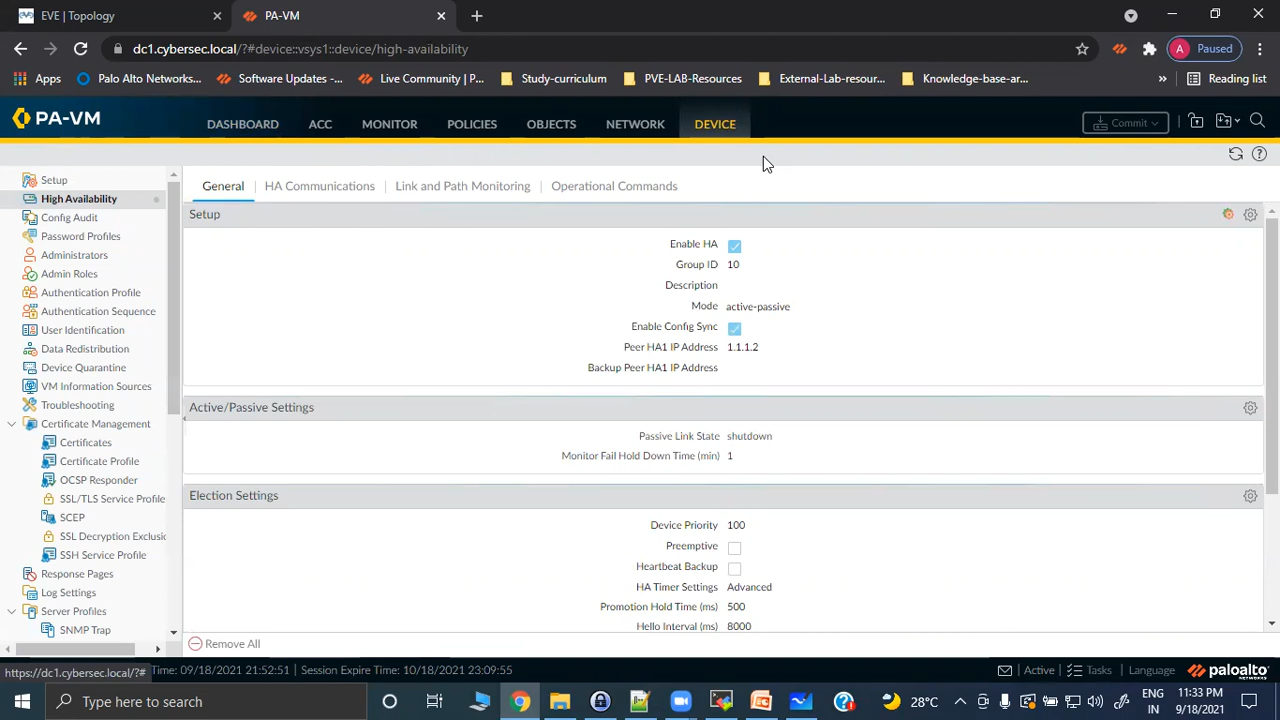 EVE | Topology
PA-VM
dc1.cybersec.local/?#device::vsys1::device/high-availability
A Paused
Apps
Palo Alto Networks...
Software Updates -...
Live Community | P...
Study-curriculum
PVE-LAB-Resources
External-Lab-resour...
Knowledge-base-ar...
Reading list
PA-VM
DASHBOARD
ACC
MONITOR
POLICIES
OBJECTS
NETWORK
DEVICE
Commit
Setup
High Availability
Config Audit
Password Profiles
Administrators
Admin Roles
Authentication Profile
Authentication Sequence
User Identification
Data Redistribution
Device Quarantine
VM Information Sources
Troubleshooting
Certificate Management
Certificates
Certificate Profile
OCSP Responder
SSL/TLS Service Profile
SCEP
SSL Decryption Exclusio
SSH Service Profile
Response Pages
Log Settings
Server Profiles
SNMP Trap
General
HA Communications
Link and Path Monitoring
Operational Commands
Setup
Enable HA
Group ID 10
Description
Mode active-passive
Enable Config Sync
Peer HA1 IP Address 1.1.1.2
Backup Peer HA1 IP Address
Active/Passive Settings
Passive Link State shutdown
Monitor Fail Hold Down Time (min) 1
Election Settings
Device Priority 100
Preemptive
Heartbeat Backup
HA Timer Settings Advanced
Promotion Hold Time (ms) 500
Hello Interval (ms) 8000
Remove All
https://dc1.cybersec.local/?#
Time: 09/18/2021 21:52:51 | Session Expire Time: 10/18/2021 23:09:55
Active
Tasks
Language
paloalto
NETWORKS
Type here to search
28°C
ENG
IN
11:33 PM
9/18/2021